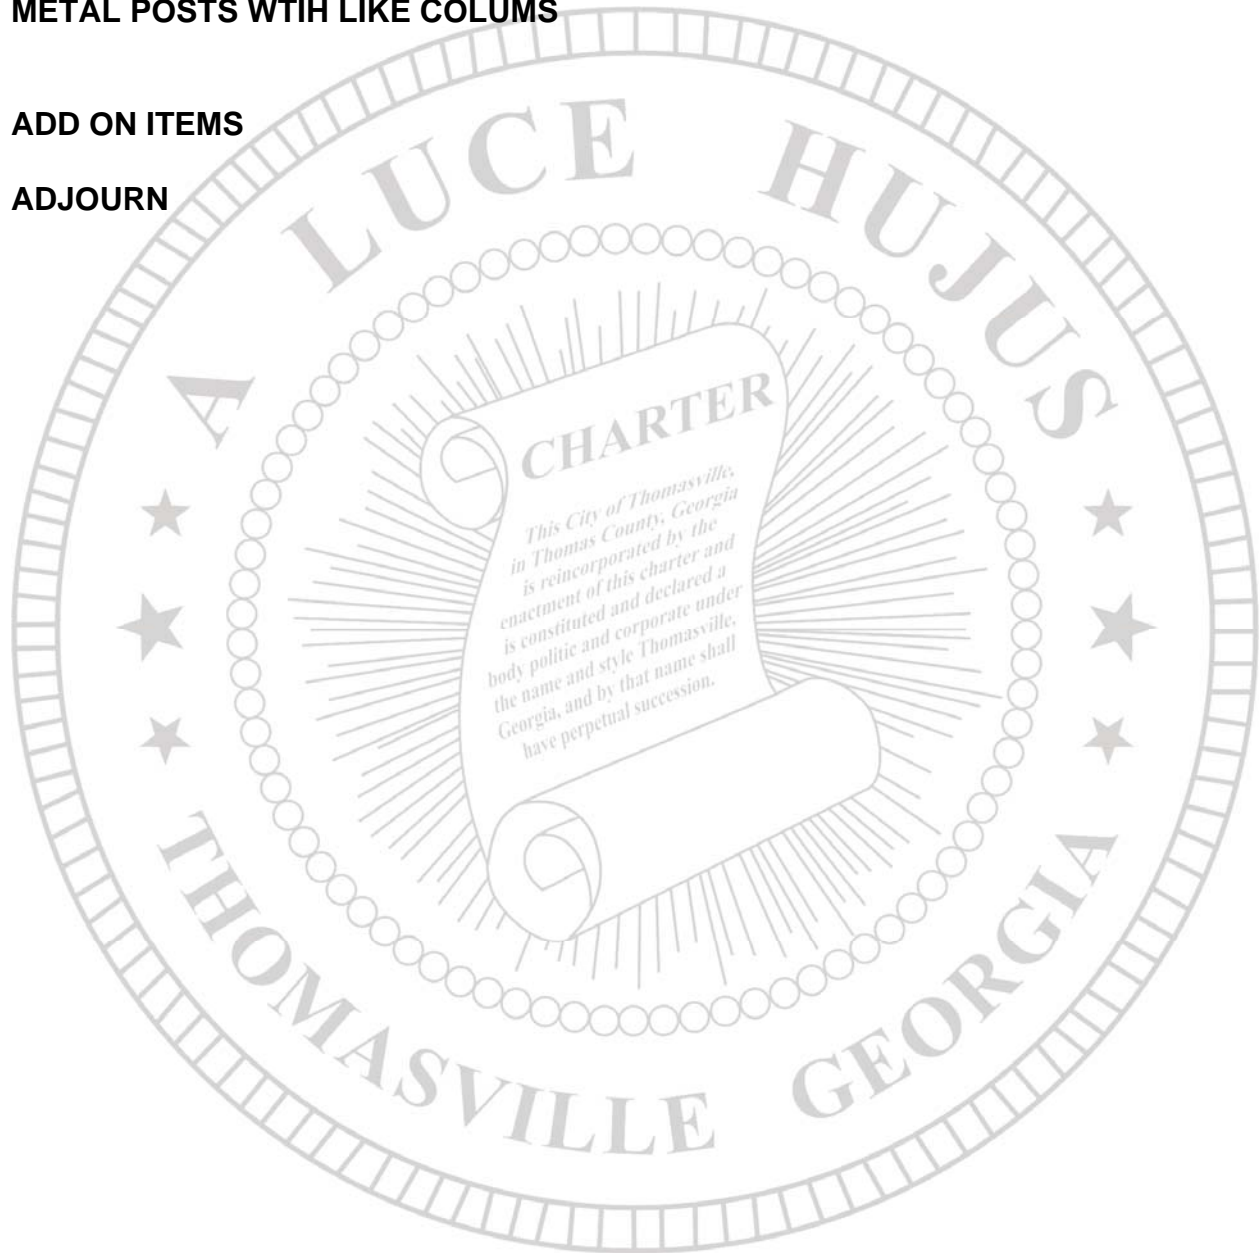 METAL POSTS WTIH LIKE COLUMS
ADD ON ITEMS
ADJOURN
A LUCE HUJUS
CHARTER
This City of Thomasville,
in Thomas County, Georgia
is reincorporated by the
enactment of this charter and
is constituted and declared a
body politic and corporate under
the name and style Thomasville,
Georgia, and by that name shall
have perpetual succession.
THOMASVILLE GEORGIA